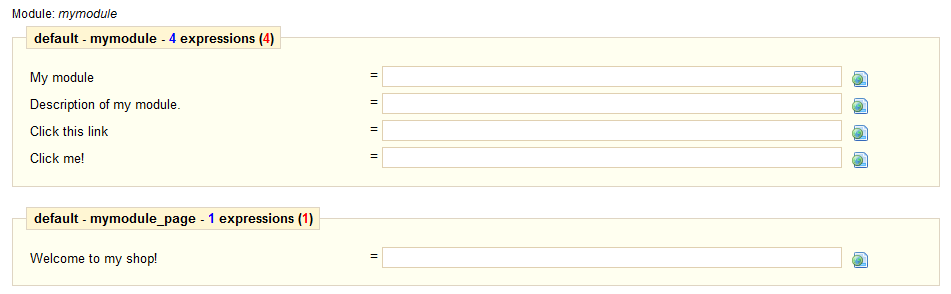 Module: mymodule
default - mymodule - 4 expressions (4)
My module =
Description of my module. =
Click this link =
Click me! =
default - mymodule_page - 1 expressions (1)
Welcome to my shop! =